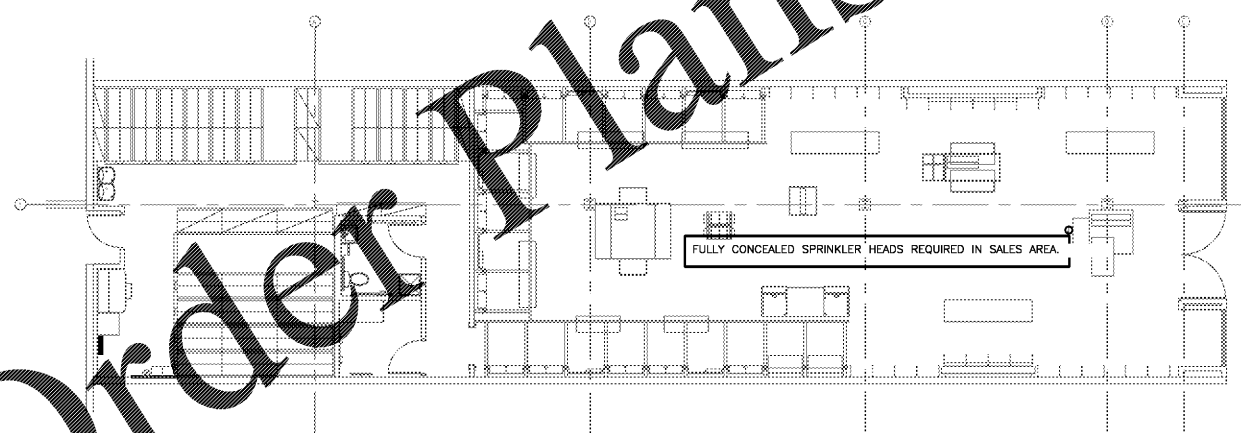 Order Plans
FULLY CONCEALED SPRINKLER HEADS REQUIRED IN SALES AREA.